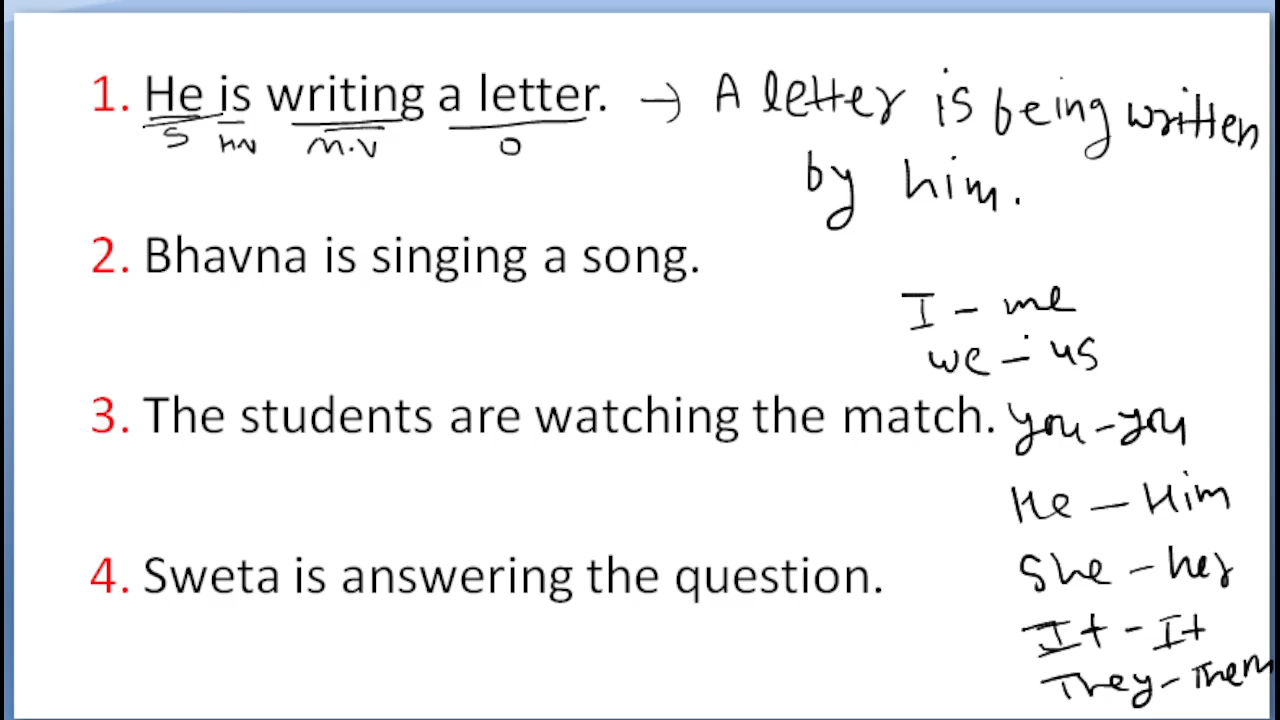 1. He is writing a letter. → A letter is being written
S hv m.v o
by him.
2. Bhavna is singing a song.
I - me
we - us
3. The students are watching the match. you - you
He - Him
4. Sweta is answering the question. She - her
It - It
They - Them